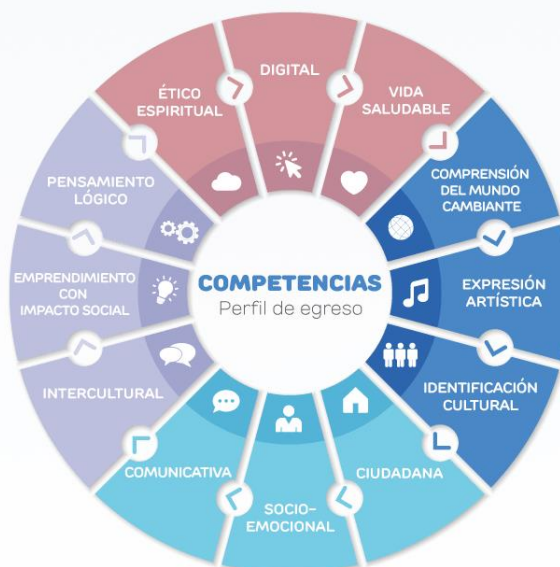 COMPETENCIAS
Perfil de egreso
DIGITAL
VIDA
SALUDABLE
COMPRENSIÓN
DEL MUNDO
CAMBIANTE
EXPRESIÓN
ARTÍSTICA
IDENTIFICACIÓN
CULTURAL
CIUDADANA
SOCIO-
EMOCIONAL
COMUNICATIVA
INTERCULTURAL
EMPRENDIMIENTO
CON
IMPACTO SOCIAL
PENSAMIENTO
LÓGICO
ÉTICO
ESPIRITUAL